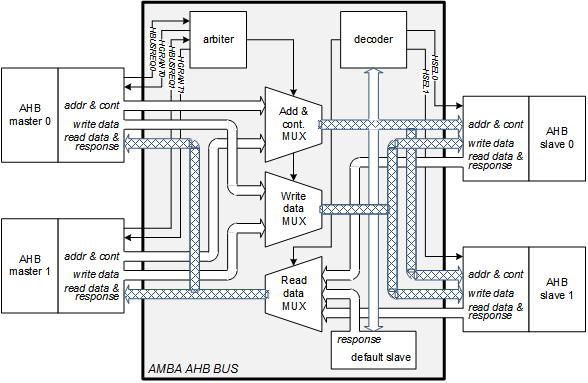 arbiter
decoder
HBUSREQ0
HGRANT0
HBUSREQ1
HGRANT1
HSEL0
HSEL1
AHB
master 0
addr & cont
write data
read data &
response
Add &
cont.
MUX
addr & cont
write data
read data &
response
AHB
slave 0
Write
data
MUX
AHB
master 1
addr & cont
write data
read data &
response
Read
data
MUX
addr & cont
write data
read data &
response
AHB
slave 1
response
default slave
AMBA AHB BUS